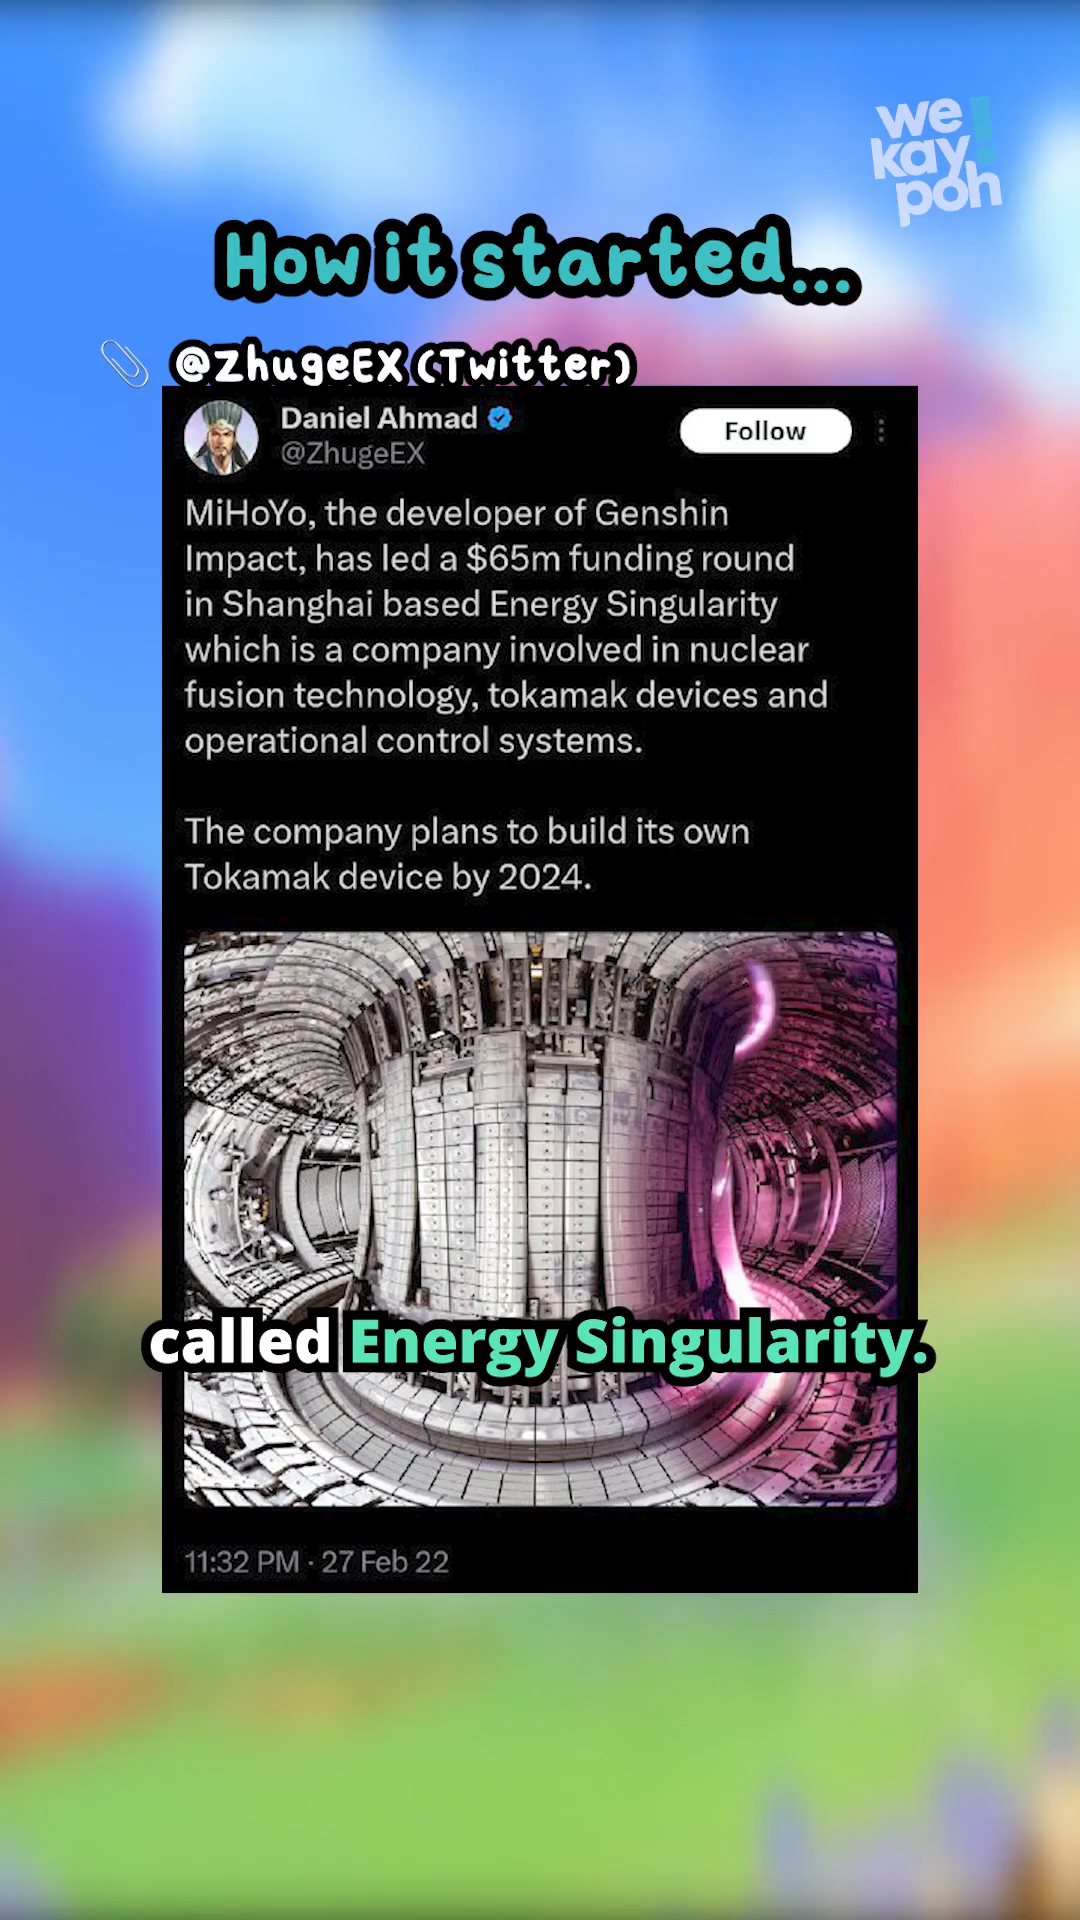 we!
kay
poh
How it started...
@ZhugeEX (Twitter)
Daniel Ahmad
@ZhugeEX
Follow
MiHoYo, the developer of Genshin
Impact, has led a $65m funding round
in Shanghai based Energy Singularity
which is a company involved in nuclear
fusion technology, tokamak devices and
operational control systems.
The company plans to build its own
Tokamak device by 2024.
called Energy Singularity.
11:32 PM · 27 Feb 22